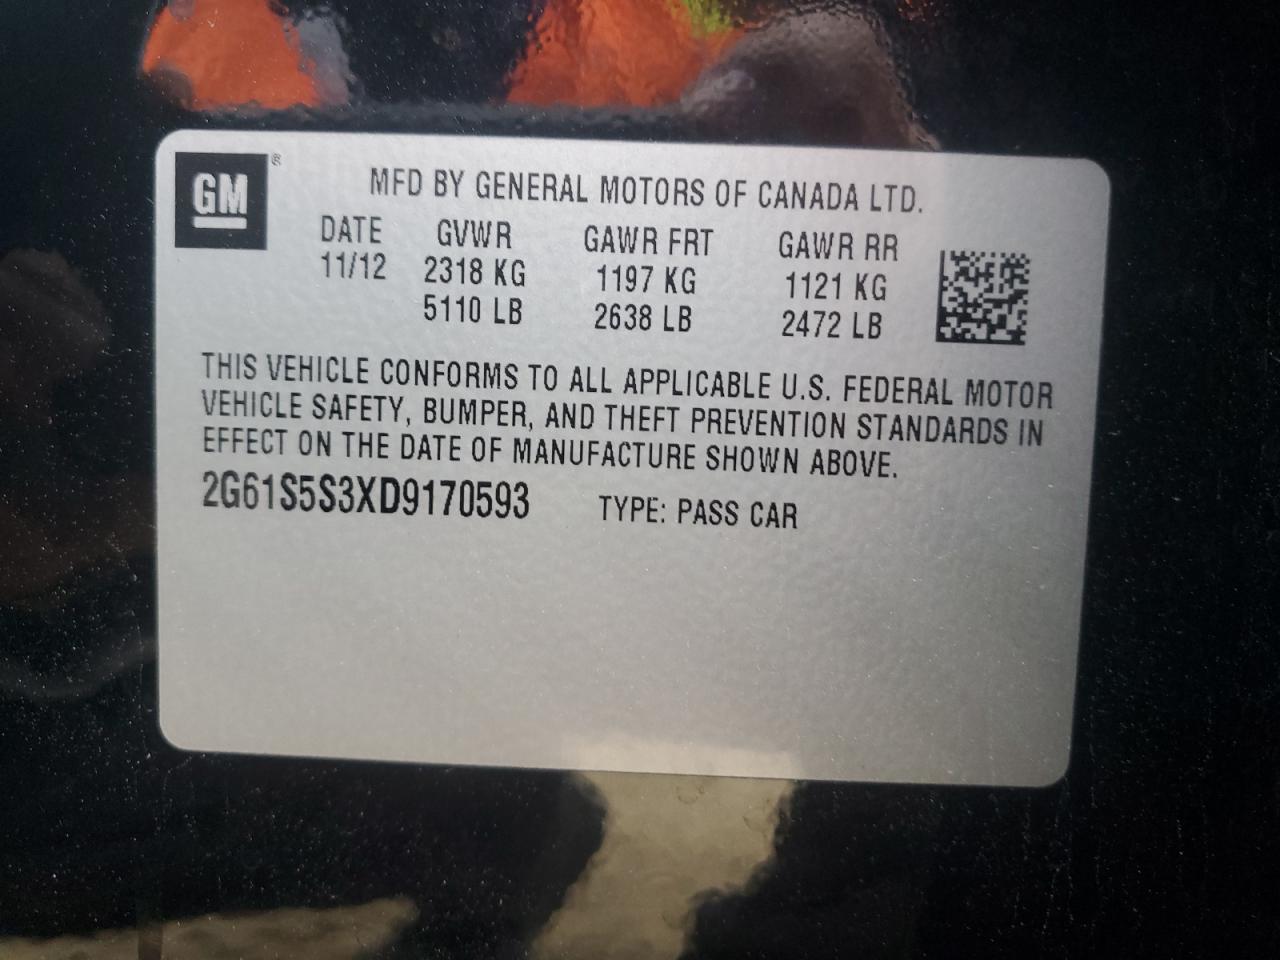 GM ®
MFD BY GENERAL MOTORS OF CANADA LTD.
DATE GVWR GAWR FRT GAWR RR
11/12 2318 KG 1197 KG 1121 KG
5110 LB 2638 LB 2472 LB
THIS VEHICLE CONFORMS TO ALL APPLICABLE U.S. FEDERAL MOTOR
VEHICLE SAFETY, BUMPER, AND THEFT PREVENTION STANDARDS IN
EFFECT ON THE DATE OF MANUFACTURE SHOWN ABOVE.
2G61S5S3XD9170593 TYPE: PASS CAR